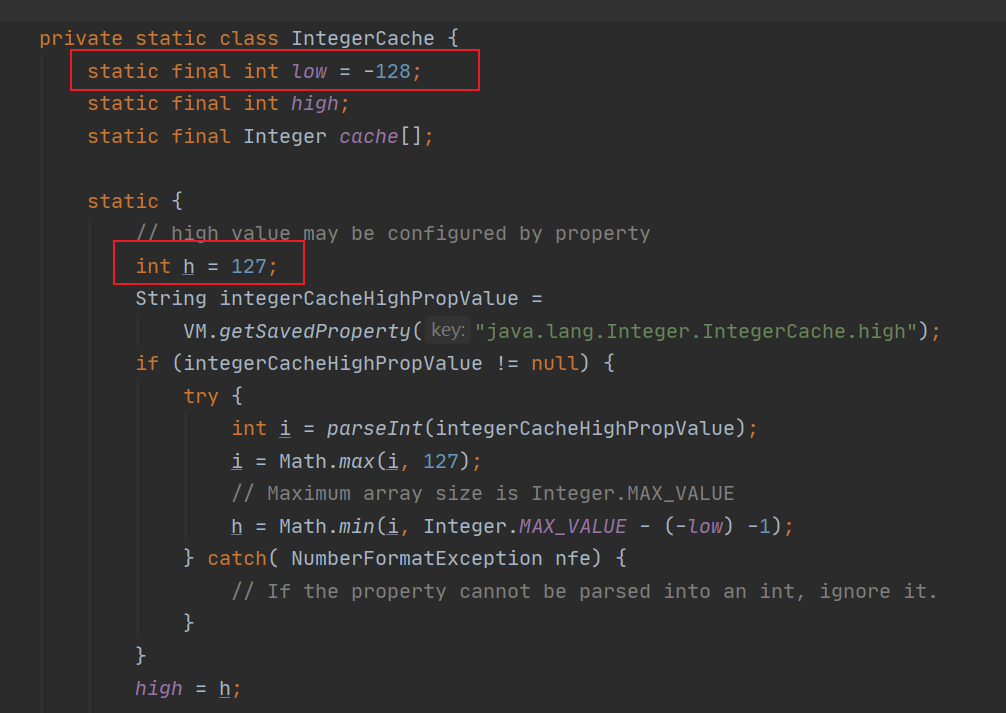 private static class IntegerCache {
    static final int low = -128;
    static final int high;
    static final Integer cache[];

    static {
        // high value may be configured by property
        int h = 127;
        String integerCacheHighPropValue =
            VM.getSavedProperty( key: "java.lang.Integer.IntegerCache.high");
        if (integerCacheHighPropValue != null) {
            try {
                int i = parseInt(integerCacheHighPropValue);
                i = Math.max(i, 127);
                // Maximum array size is Integer.MAX_VALUE
                h = Math.min(i, Integer.MAX_VALUE - (-low) -1);
            } catch( NumberFormatException nfe) {
                // If the property cannot be parsed into an int, ignore it.
            }
        }
        high = h;